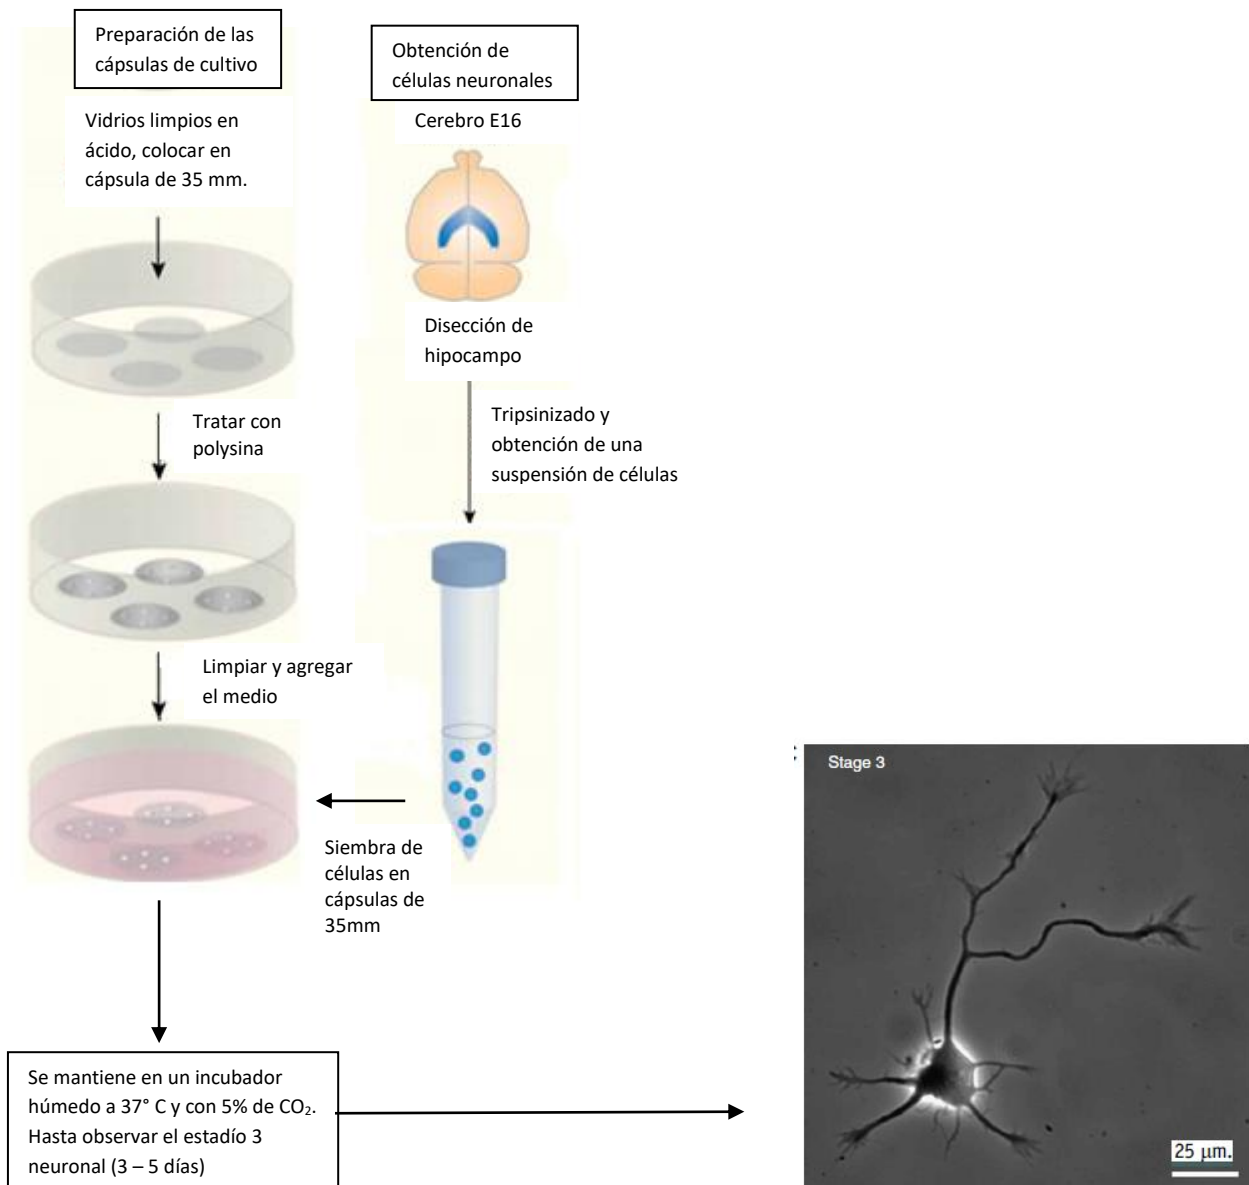 Preparación de las
cápsulas de cultivo
Vidrios limpios en
ácido, colocar en
cápsula de 35 mm.
Tratar con
polysina
Limpiar y agregar
el medio
Obtención de
células neuronales
Cerebro E16
Disección de
hipocampo
Tripsinizado y
obtención de una
suspensión de células
Siembra de
células en
cápsulas de
35mm
Se mantiene en un incubador
húmedo a 37° C y con 5% de CO₂.
Hasta observar el estadío 3
neuronal (3 – 5 días)
Stage 3
25 μm.